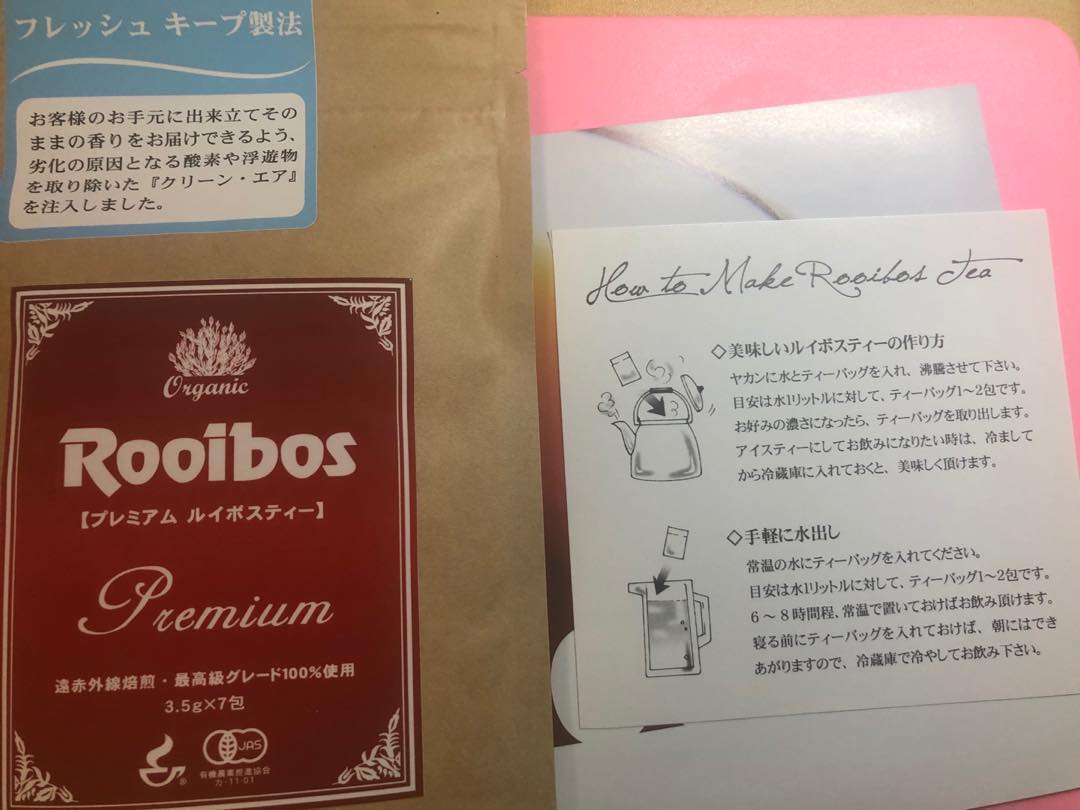 フレッシュ キープ製法
お客様のお手元に出来立てその
ままの香りをお届けできるよう、
劣化の原因となる酸素や浮遊物
を取り除いた『クリーン・エア』
を注入しました。
Organic
Rooibos
【プレミアム ルイボスティー】
Premium
遠赤外線焙煎・最高級グレード100%使用
3.5g×7包
®
JAS
有機農業推進協会
カ-11-01
How to Make Rooibos Tea
◇美味しいルイボスティーの作り方
ヤカンに水とティーバッグを入れ、沸騰させて下さい。
目安は水1リットルに対して、ティーバッグ1〜2包です。
お好みの濃さになったら、ティーバッグを取り出します。
アイスティーにしてお飲みになりたい時は、冷まして
から冷蔵庫に入れておくと、美味しく頂けます。
◇手軽に水出し
常温の水にティーバッグを入れてください。
目安は水1リットルに対して、ティーバッグ1〜2包です。
6〜8時間程、常温で置いておけばお飲み頂けます。
寝る前にティーバッグを入れておけば、朝にはでき
あがりますので、冷蔵庫で冷やしてお飲み下さい。